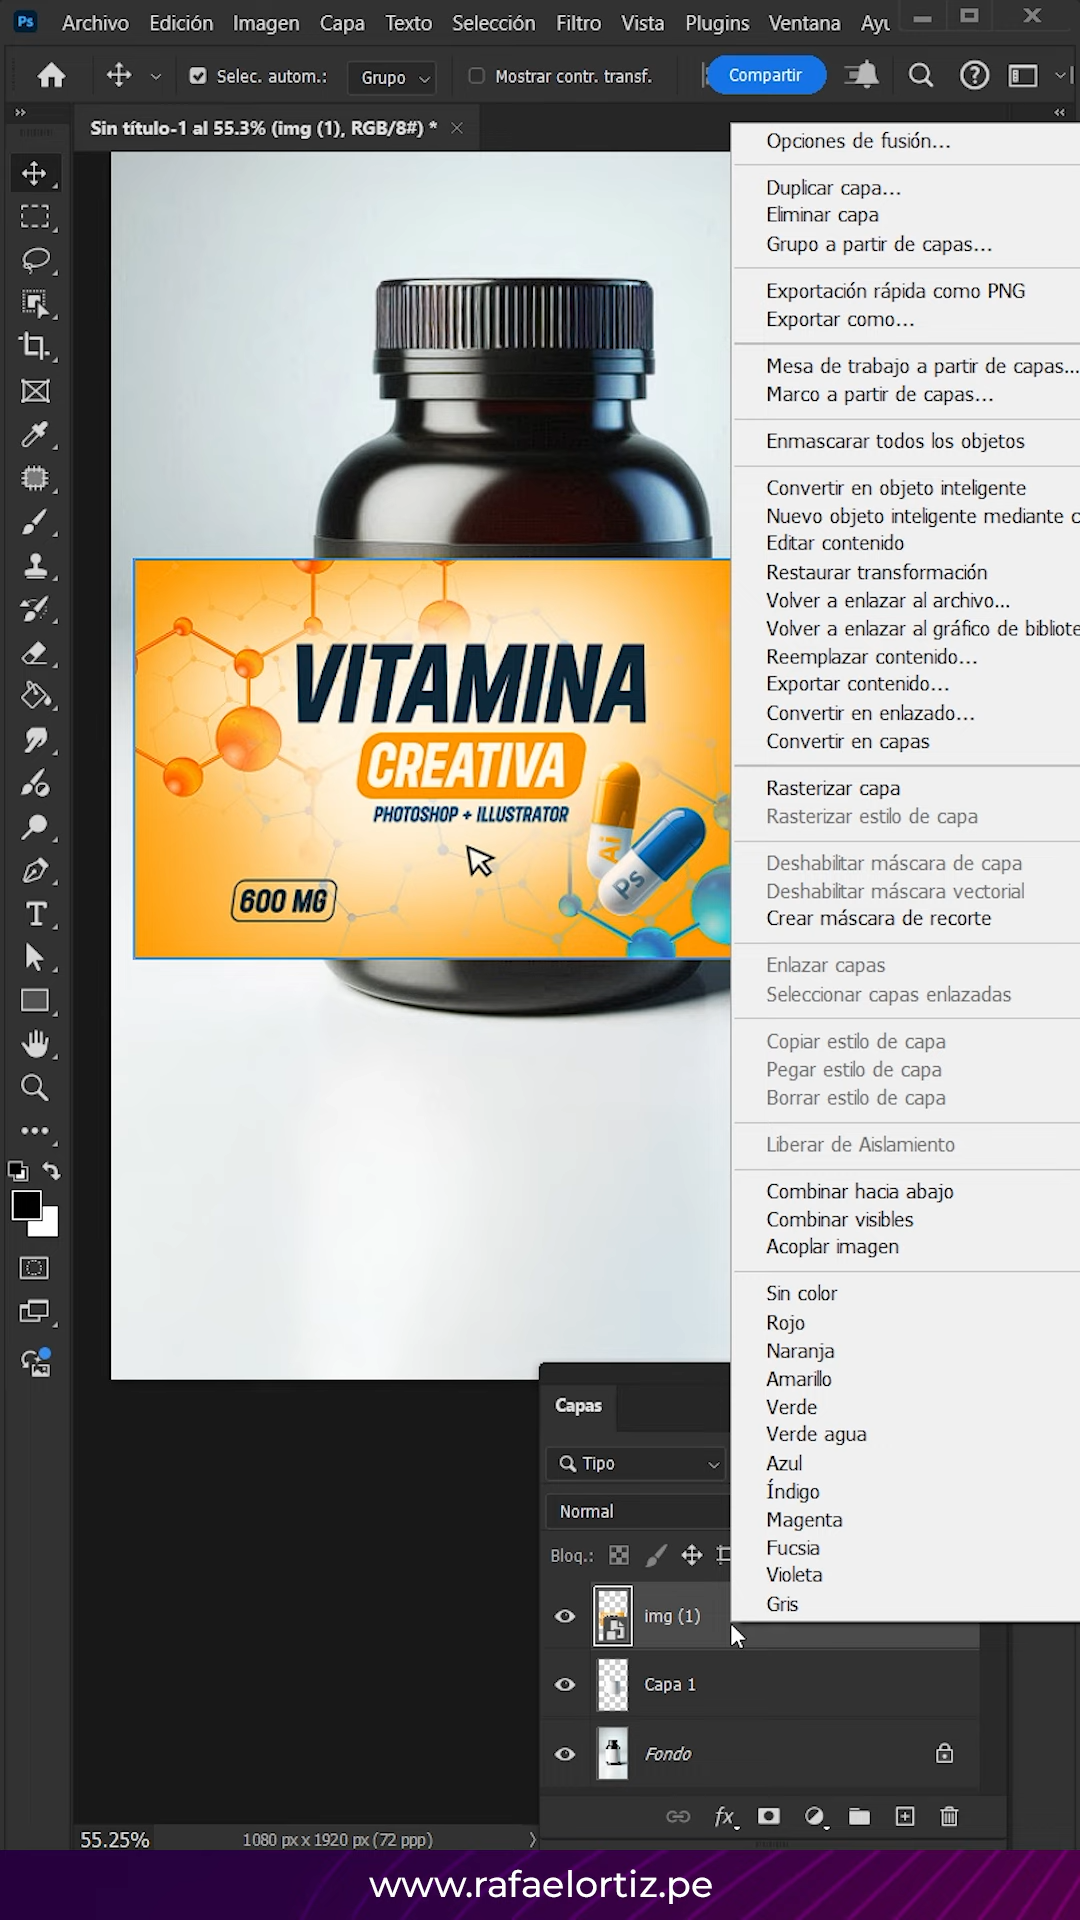 Ps Archivo Edición Imagen Capa Texto Selección Filtro Vista Plugins Ventana Ayu
Selec. autom.: Grupo Mostrar contr. transf. Compartir
Sin título-1 al 55.3% (img (1), RGB/8#) *
Opciones de fusión...
Duplicar capa...
Eliminar capa
Grupo a partir de capas...
Exportación rápida como PNG
Exportar como...
Mesa de trabajo a partir de capas...
Marco a partir de capas...
Enmascarar todos los objetos
Convertir en objeto inteligente
Nuevo objeto inteligente mediante c
Editar contenido
Restaurar transformación
Volver a enlazar al archivo...
Volver a enlazar al gráfico de bibliote
Reemplazar contenido...
Exportar contenido...
Convertir en enlazado...
Convertir en capas
Rasterizar capa
Rasterizar estilo de capa
Deshabilitar máscara de capa
Deshabilitar máscara vectorial
Crear máscara de recorte
Enlazar capas
Seleccionar capas enlazadas
Copiar estilo de capa
Pegar estilo de capa
Borrar estilo de capa
Liberar de Aislamiento
Combinar hacia abajo
Combinar visibles
Acoplar imagen
Sin color
Rojo
Naranja
Amarillo
Verde
Verde agua
Azul
Índigo
Magenta
Fucsia
Violeta
Gris
VITAMINA
CREATIVA
PHOTOSHOP + ILLUSTRATOR
Ai
Ps
600 MG
Capas
Tipo
Normal
Bloq.:
img (1)
Capa 1
Fondo
fx
55.25% 1080 px x 1920 px (72 ppp)
www.rafaelortiz.pe